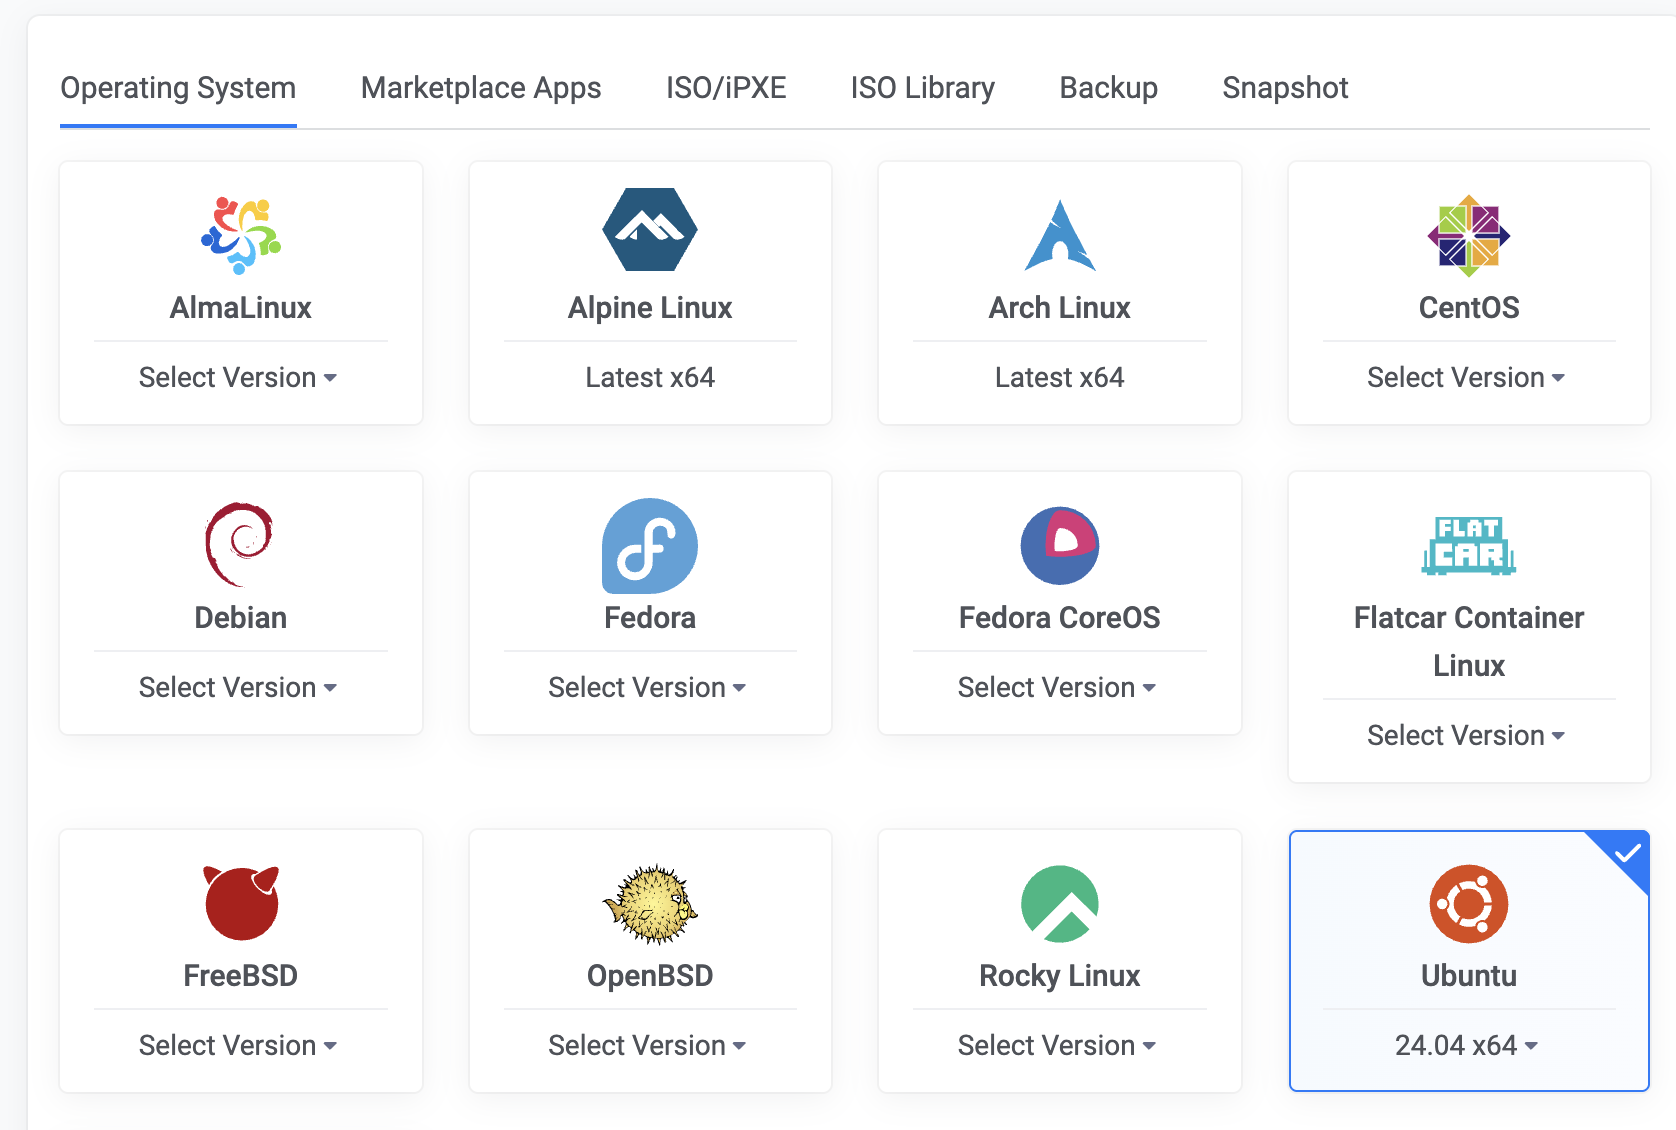 Operating System
Marketplace Apps
ISO/iPXE
ISO Library
Backup
Snapshot
AlmaLinux
Select Version
Alpine Linux
Latest x64
Arch Linux
Latest x64
CentOS
Select Version
Debian
Select Version
Fedora
Select Version
Fedora CoreOS
Select Version
FLAT
CAR
Flatcar Container
Linux
Select Version
FreeBSD
Select Version
OpenBSD
Select Version
Rocky Linux
Select Version
Ubuntu
24.04 x64